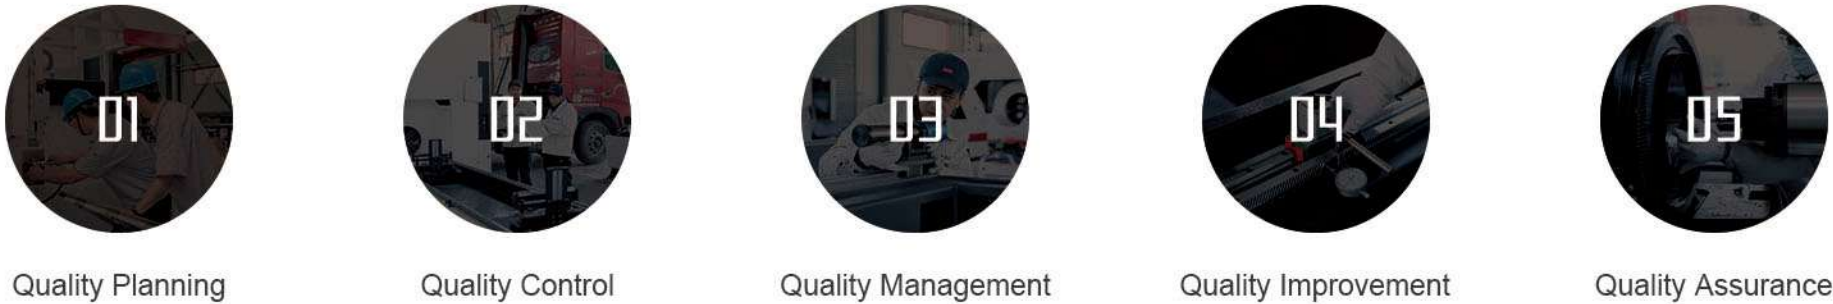 01
02
03
04
05
Quality Planning
Quality Control
Quality Management
Quality Improvement
Quality Assurance